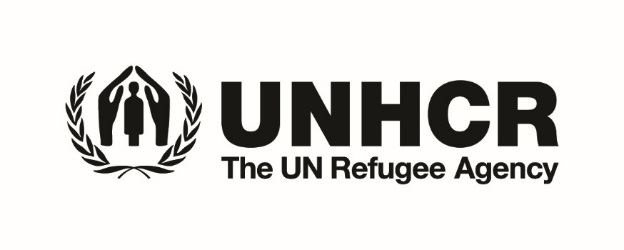 UNHCR
The UN Refugee Agency